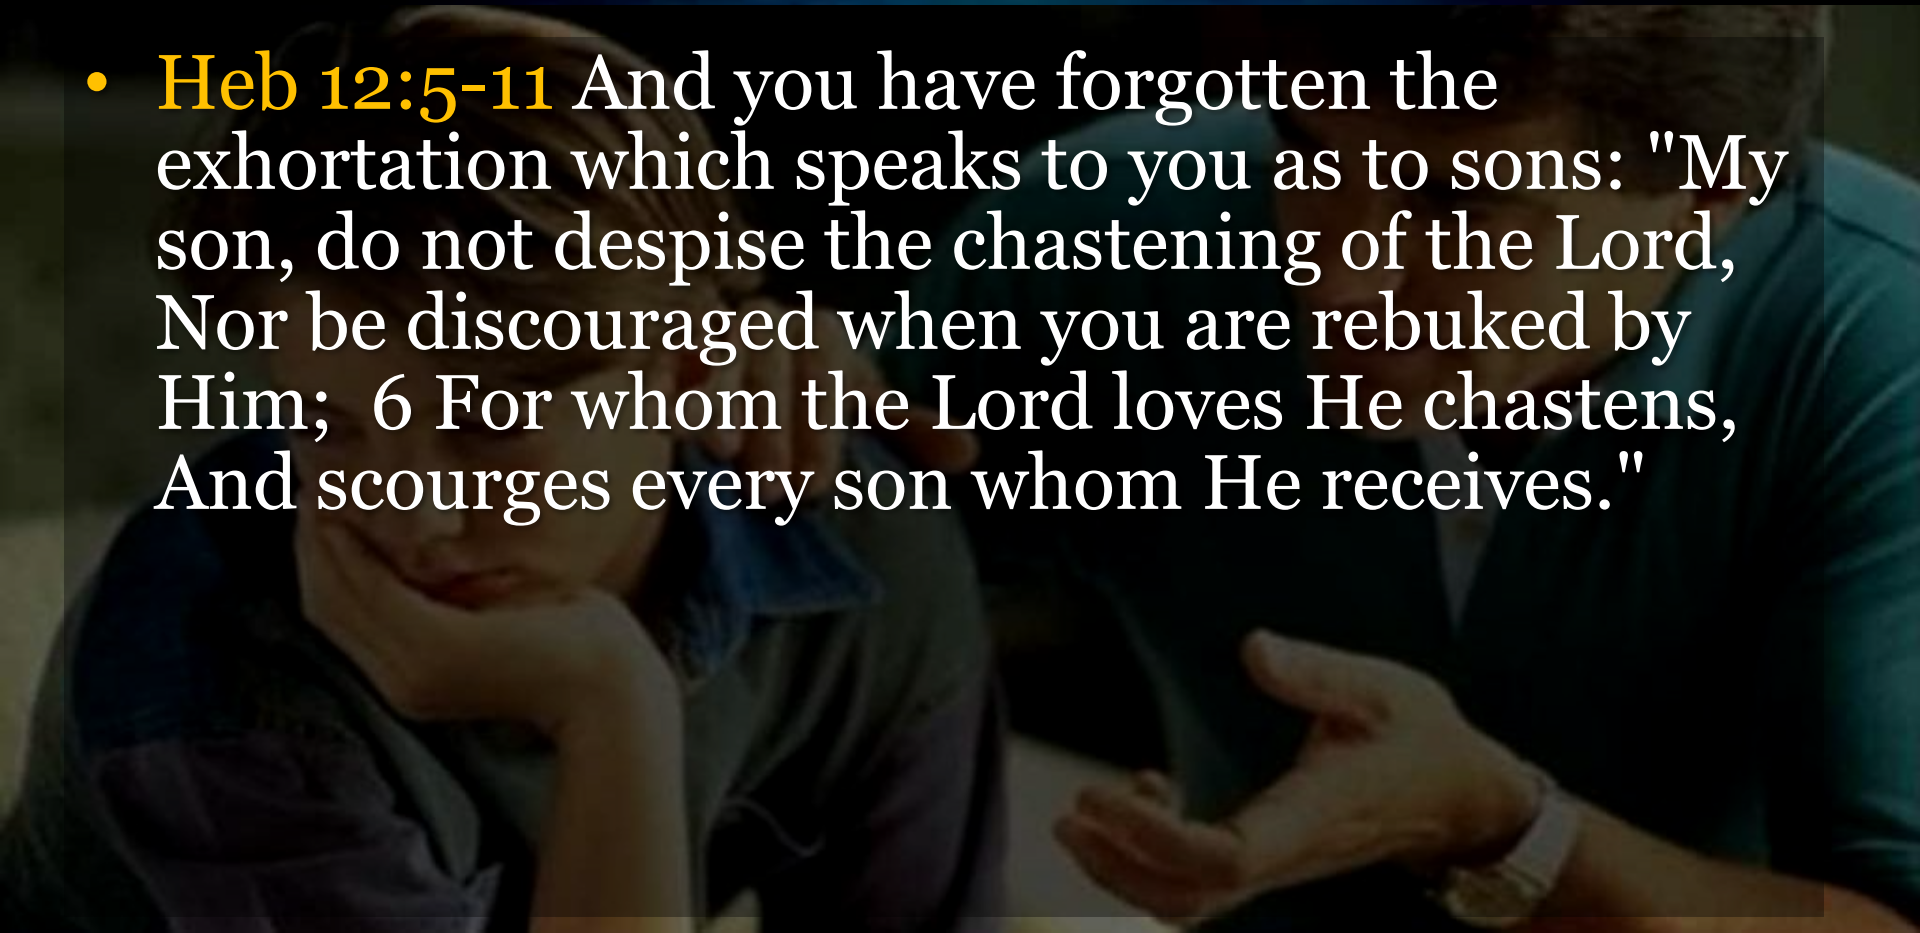 • Heb 12:5-11 And you have forgotten the
exhortation which speaks to you as to sons: "My
son, do not despise the chastening of the Lord,
Nor be discouraged when you are rebuked by
Him;  6 For whom the Lord loves He chastens,
And scourges every son whom He receives."